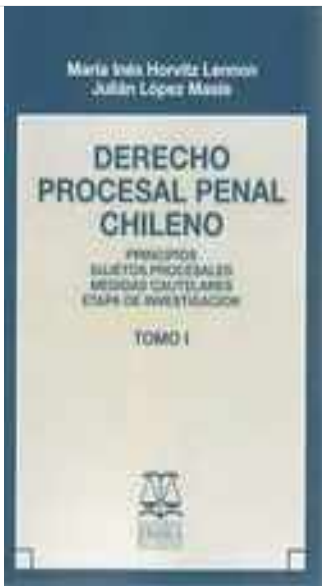 María Inés Horvitz Lennon
Julián López Masle
DERECHO
PROCESAL PENAL
CHILENO
PRINCIPIOS
SUJETOS PROCESALES
MEDIDAS CAUTELARES
ETAPA DE INVESTIGACION
TOMO I